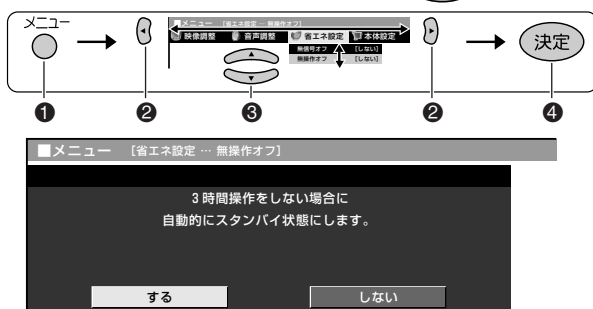 メニュー
■メニュー [省エネ設定 … 無操作オフ]
映像調整 音声調整 省エネ設定 本体設定
無信号オフ [しない]
無操作オフ [しない]
決定
❶ ❷ ❸ ❷ ❹
■メニュー [省エネ設定 … 無操作オフ]
3時間操作をしない場合に
自動的にスタンバイ状態にします。
する しない